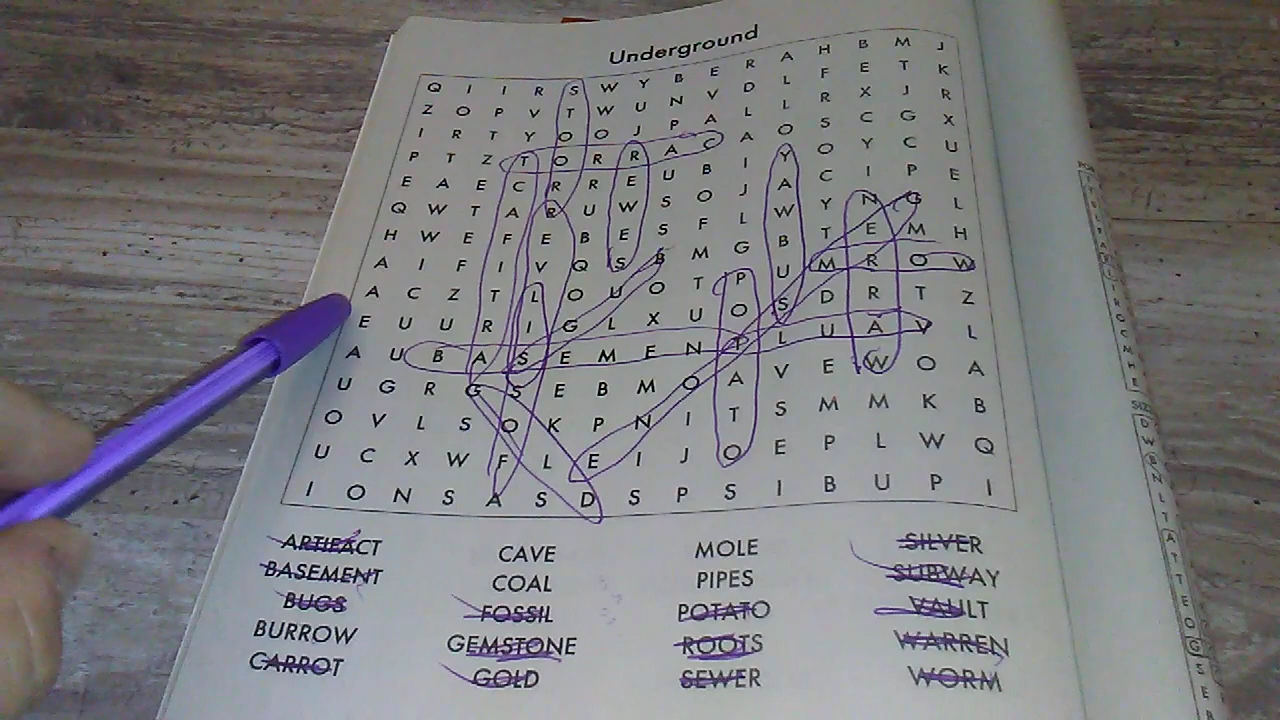 Underground
Q I I R S W Y B E R A H B M J
Z O P V T W U N V D L F E T K
I R T Y O O J P A L L R X J R
P T Z T O R R A C A O S C G X
E A E C R R E U B I Y O Y C U
Q W T A R U W S O J A C I P E
H W E F E B E S F L W Y N G L
A I F I V Q S B M G B T E M H
A C Z T L O U O T P U M R O W
E U U R I G L X U O S D R T Z
A U B A S E M E N T L U A V L
U G R G S E B M O A V E W O A
O V L S O K P N I T S M M K B
U C X W F L E I J O E P L W Q
I O N S A S D S P S I B U P I
ARTIFACT CAVE MOLE SILVER
BASEMENT COAL PIPES SUBWAY
BUGS FOSSIL POTATO VAULT
BURROW GEMSTONE ROOTS WARREN
CARROT GOLD SEWER WORM